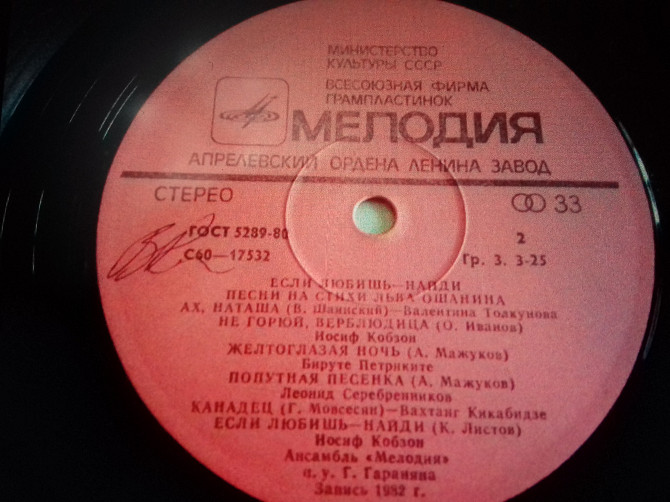 МИНИСТЕРСТВО
КУЛЬТУРЫ СССР
ВСЕСОЮЗНАЯ ФИРМА
ГРАМПЛАСТИНОК
МЕЛОДИЯ
АПРЕЛЕВСКИЙ ОРДЕНА ЛЕНИНА ЗАВОД
СТЕРЕО 33
ГОСТ 5289-80 2
С60—17532 Гр. 3. 3-25
ЕСЛИ ЛЮБИШЬ—НАЙДИ
ПЕСНИ НА СТИХИ ЛЬВА ОШАНИНА
АХ, НАТАША (В. Шаинский)—Валентина Толкунова
НЕ ГОРЮЙ, ВЕРБЛЮДИЦА (О. Иванов)
Иосиф Кобзон
ЖЕЛТОГЛАЗАЯ НОЧЬ (А. Мажуков)
Бируте Петриките
ПОПУТНАЯ ПЕСЕНКА (А. Мажуков)
Леонид Серебренников
КАНАДЕЦ (Г. Мовсесян)—Вахтанг Кикабидзе
ЕСЛИ ЛЮБИШЬ—НАЙДИ (К. Листов)
Иосиф Кобзон
Ансамбль «Мелодия»
п. у. Г. Гараняна
Запись 1982 г.